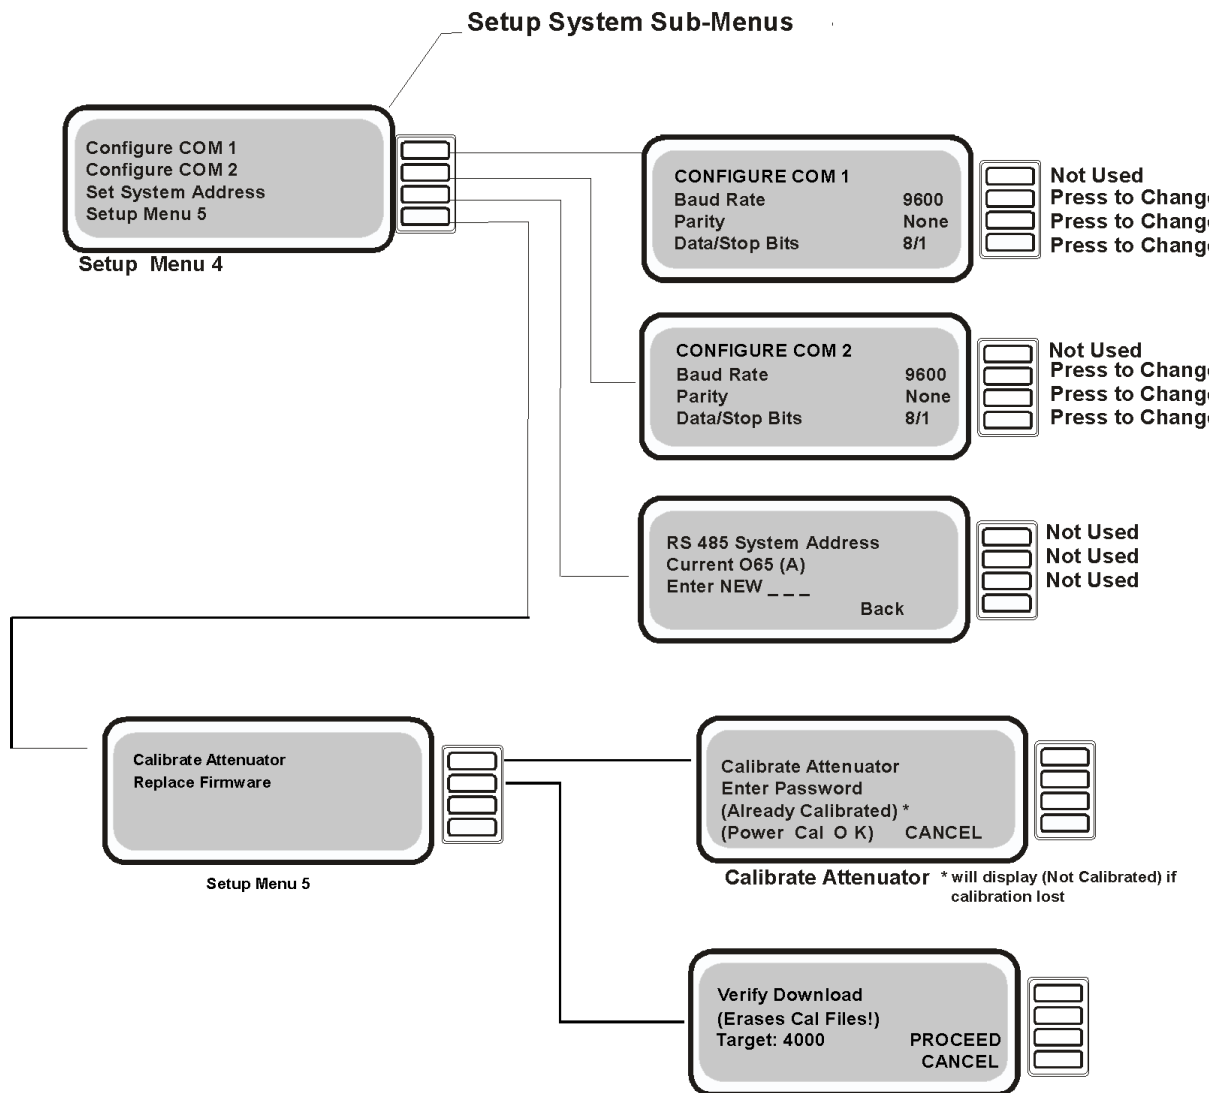 Setup System Sub-Menus
Configure COM 1
Configure COM 2
Set System Address
Setup Menu 5
Setup Menu 4
CONFIGURE COM 1
Baud Rate 9600
Parity None
Data/Stop Bits 8/1
Not Used
Press to Change
Press to Change
Press to Change
CONFIGURE COM 2
Baud Rate 9600
Parity None
Data/Stop Bits 8/1
Not Used
Press to Change
Press to Change
Press to Change
RS 485 System Address
Current O65 (A)
Enter NEW _ _ _
Back
Not Used
Not Used
Not Used
Calibrate Attenuator
Replace Firmware
Setup Menu 5
Calibrate Attenuator
Enter Password
(Already Calibrated) *
(Power Cal O K) CANCEL
Calibrate Attenuator * will display (Not Calibrated) if
calibration lost
Verify Download
(Erases Cal Files!)
Target: 4000 PROCEED
CANCEL